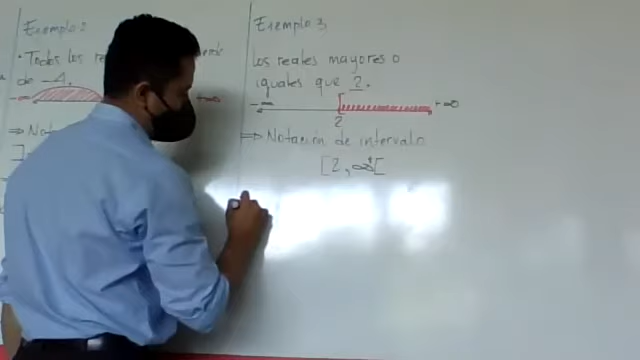 Ejemplo 2
• Todos los
de -4.
-∞ +∞
⇒
Ejemplo 3
los reales mayores o
iguales que 2.
-∞ +∞
2
⇒ Notación de intervalo
[2, ∞⁺[